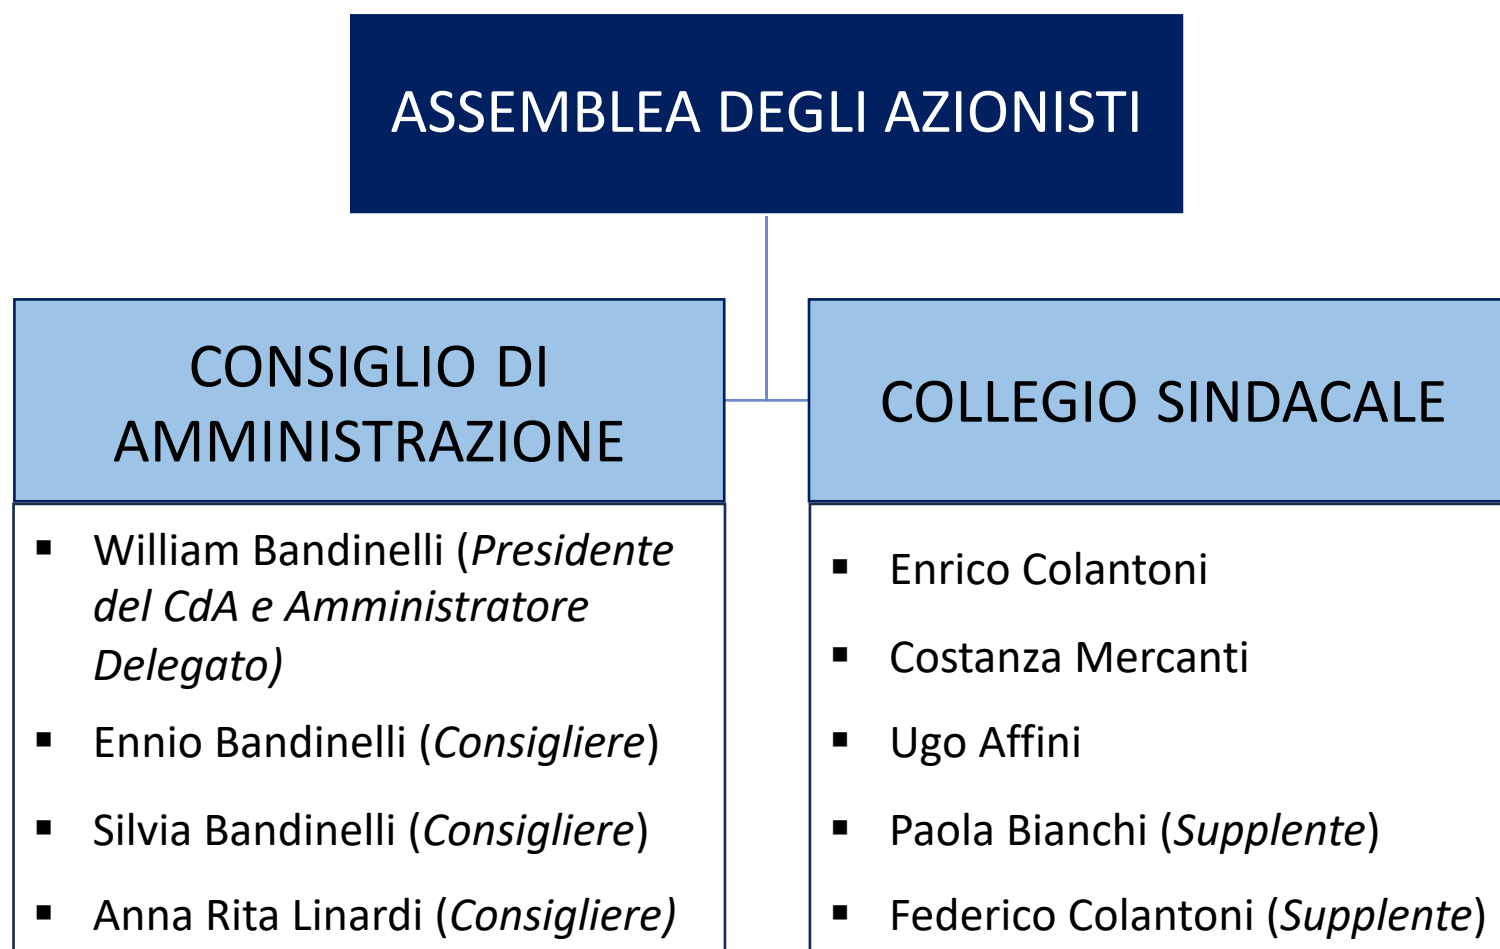 ASSEMBLEA DEGLI AZIONISTI
CONSIGLIO DI
AMMINISTRAZIONE
▪ William Bandinelli (Presidente
del CdA e Amministratore
Delegato)
▪ Ennio Bandinelli (Consigliere)
▪ Silvia Bandinelli (Consigliere)
▪ Anna Rita Linardi (Consigliere)
COLLEGIO SINDACALE
▪ Enrico Colantoni
▪ Costanza Mercanti
▪ Ugo Affini
▪ Paola Bianchi (Supplente)
▪ Federico Colantoni (Supplente)